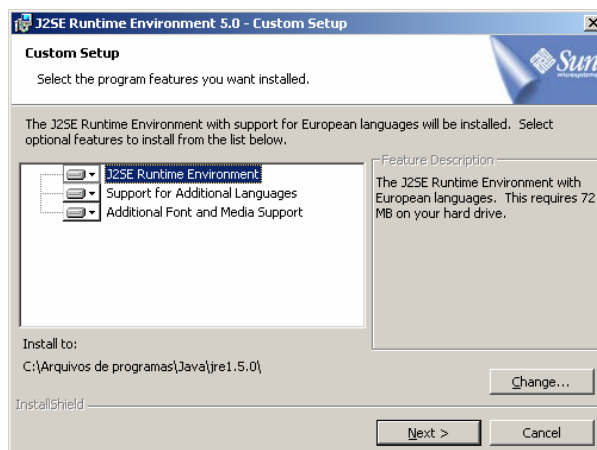 J2SE Runtime Environment 5.0 - Custom Setup
Custom Setup
Select the program features you want installed.
Sun
microsystems
The J2SE Runtime Environment with support for European languages will be installed.  Select
optional features to install from the list below.
J2SE Runtime Environment
Support for Additional Languages
Additional Font and Media Support
Feature Description
The J2SE Runtime Environment with
European languages.  This requires 72
MB on your hard drive.
Install to:
C:\Arquivos de programas\Java\jre1.5.0\
Change...
InstallShield
Next >
Cancel